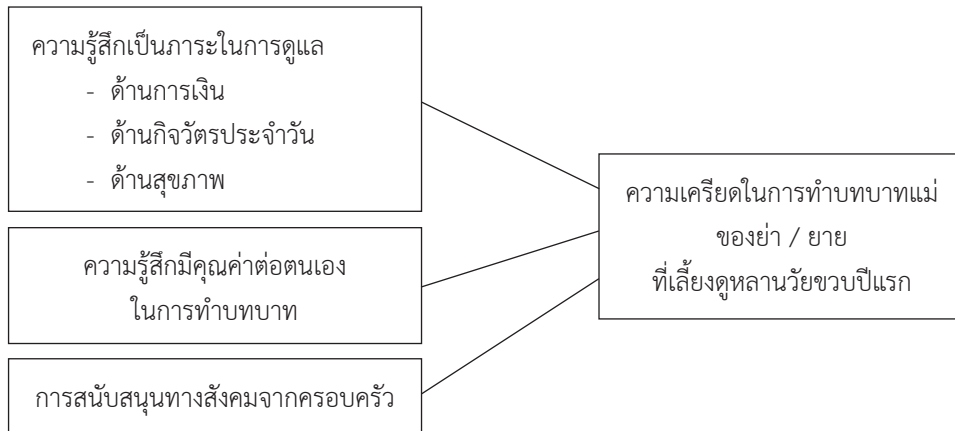 ความรู้สึกเป็นภาระในการดูแล
- ด้านการเงิน
- ด้านกิจวัตรประจำวัน
- ด้านสุขภาพ
ความรู้สึกมีคุณค่าต่อตนเอง
ในการทำบทบาท
การสนับสนุนทางสังคมจากครอบครัว
ความเครียดในการทำบทบาทแม่
ของย่า / ยาย
ที่เลี้ยงดูหลานวัยขวบปีแรก